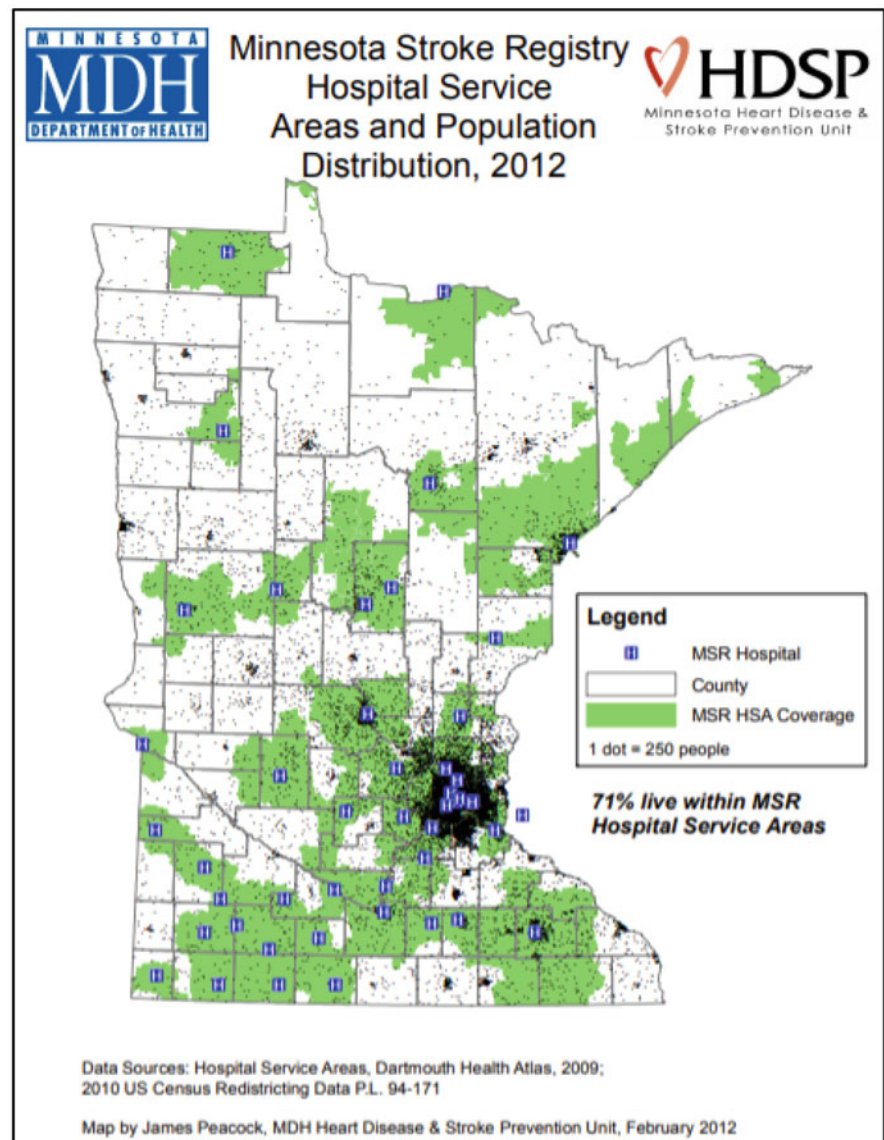 MINNESOTA
MDH
DEPARTMENT OF HEALTH
Minnesota Stroke Registry
Hospital Service
Areas and Population
Distribution, 2012
HDSP
Minnesota Heart Disease &
Stroke Prevention Unit
Legend
H MSR Hospital
County
MSR HSA Coverage
1 dot = 250 people
71% live within MSR
Hospital Service Areas
Data Sources: Hospital Service Areas, Dartmouth Health Atlas, 2009;
2010 US Census Redistricting Data P.L. 94-171
Map by James Peacock, MDH Heart Disease & Stroke Prevention Unit, February 2012